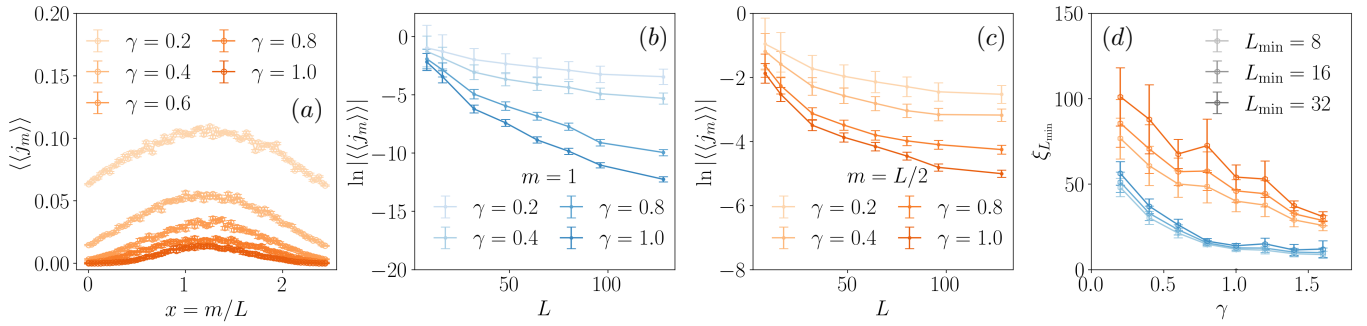 0.20
0.15
0.10
0.05
0.00
⟨⟨j_m⟩⟩
γ = 0.2
γ = 0.4
γ = 0.6
γ = 0.8
γ = 1.0
(a)
0 1 2
x = m/L
0
−5
−10
−15
−20
ln |⟨⟨j_m⟩⟩|
(b)
m = 1
γ = 0.2
γ = 0.4
γ = 0.8
γ = 1.0
50 100
L
0
−2
−4
−6
−8
ln |⟨⟨j_m⟩⟩|
(c)
m = L/2
γ = 0.2
γ = 0.4
γ = 0.8
γ = 1.0
50 100
L
150
100
50
0
ξ_{L_min}
(d)
L_min = 8
L_min = 16
L_min = 32
0.0 0.5 1.0 1.5
γ